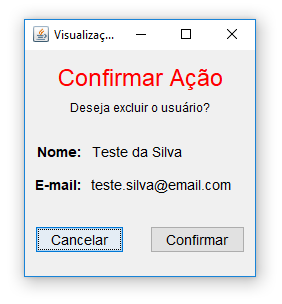 Visualizaç...
Confirmar Ação
Deseja excluir o usuário?
Nome: Teste da Silva
E-mail: teste.silva@email.com
Cancelar Confirmar